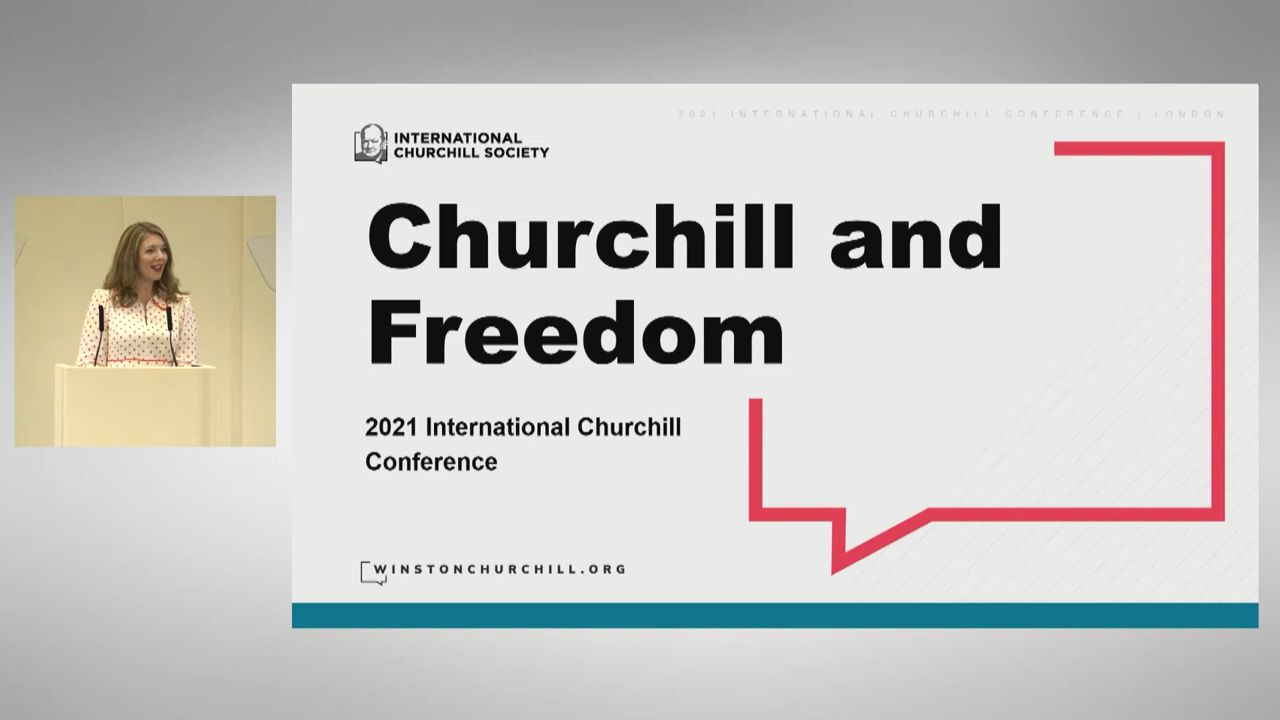 2021 INTERNATIONAL CHURCHILL CONFERENCE | LONDON
INTERNATIONAL
CHURCHILL SOCIETY
Churchill and
Freedom
2021 International Churchill
Conference
WINSTONCHURCHILL.ORG